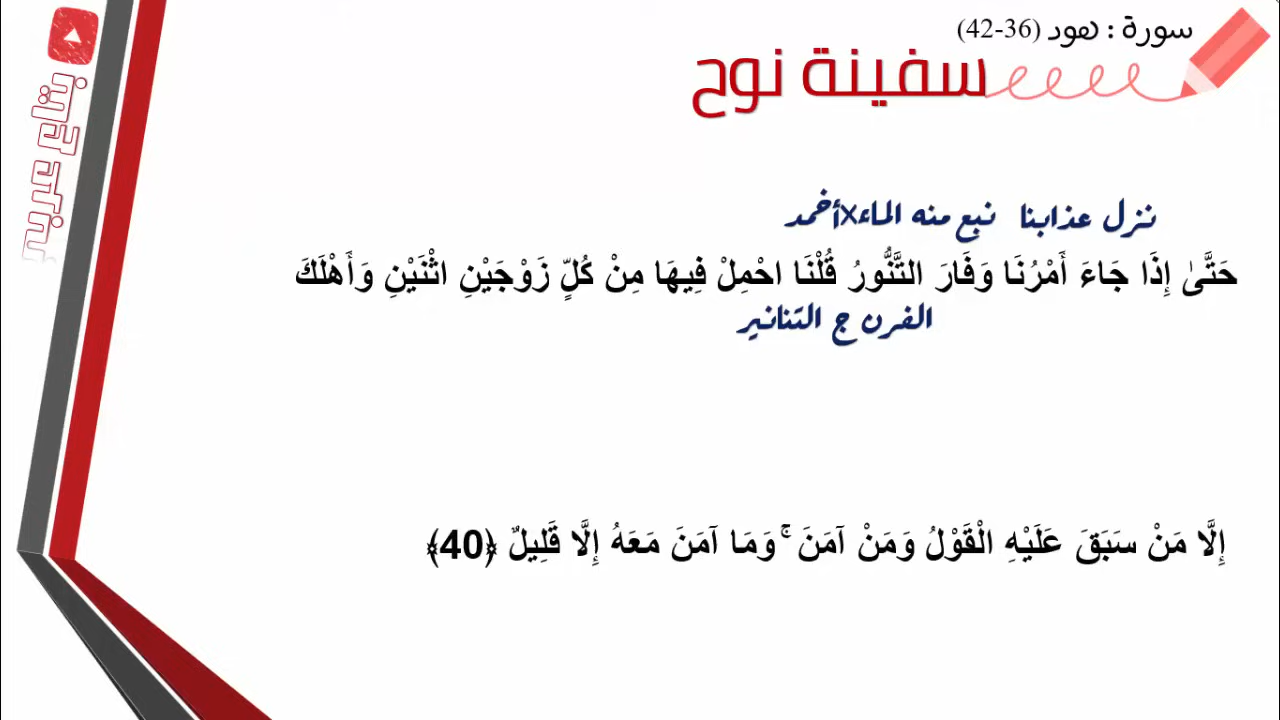 سورة : هود (36-42)
سفينة نوح
نزل عذابنا نبع منه الماء×أخمد
حَتَّىٰ إِذَا جَاءَ أَمْرُنَا وَفَارَ التَّنُّورُ قُلْنَا احْمِلْ فِيهَا مِنْ كُلٍّ زَوْجَيْنِ اثْنَيْنِ وَأَهْلَكَ
الفرن ج التنانير
إِلَّا مَنْ سَبَقَ عَلَيْهِ الْقَوْلُ وَمَنْ آمَنَ ۚ وَمَا آمَنَ مَعَهُ إِلَّا قَلِيلٌ ﴿40﴾